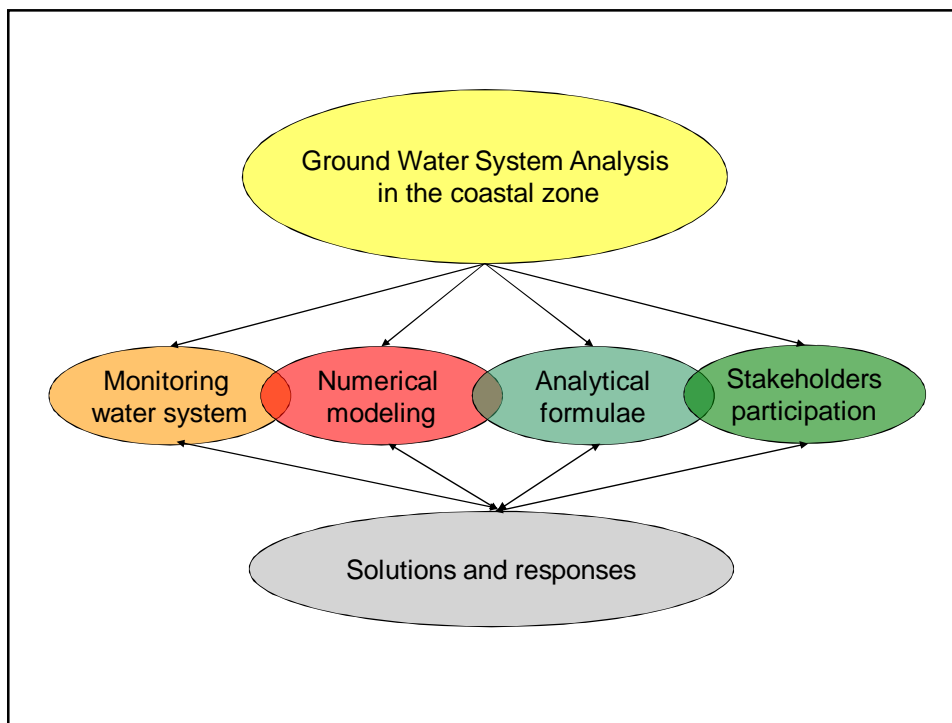 Ground Water System Analysis
in the coastal zone
Monitoring
water system
Numerical
modeling
Analytical
formulae
Stakeholders
participation
Solutions and responses